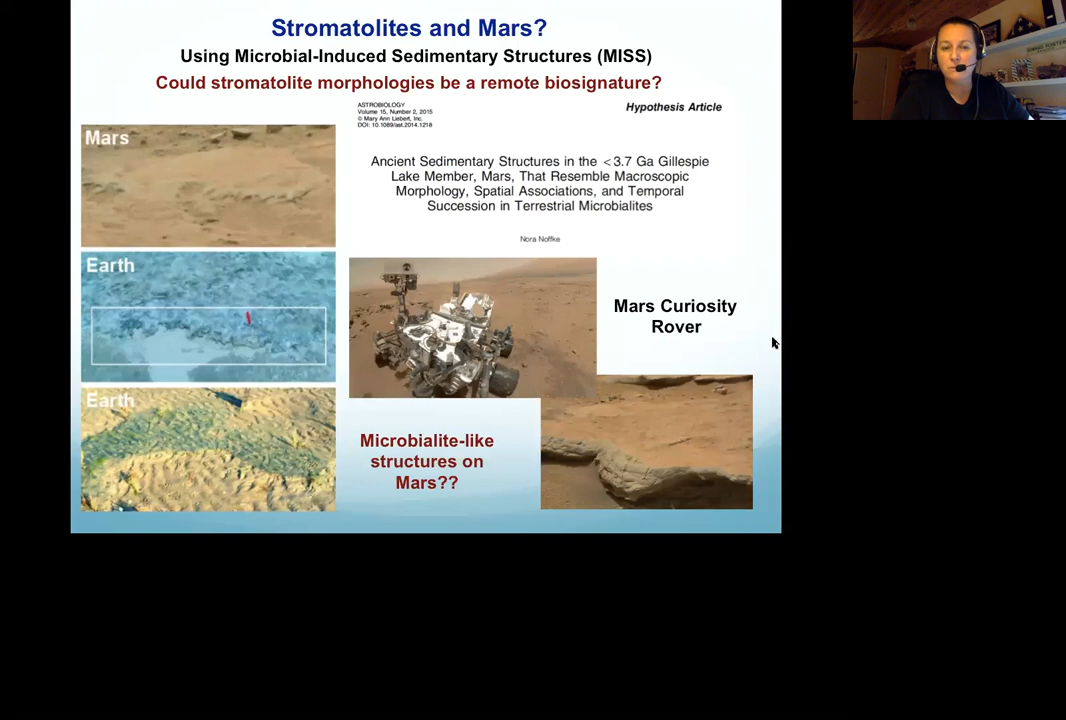 Stromatolites and Mars?
Using Microbial-Induced Sedimentary Structures (MISS)
Could stromatolite morphologies be a remote biosignature?
ASTROBIOLOGY
Volume 15, Number 2, 2015
© Mary Ann Liebert, Inc.
DOI: 10.1089/ast.2014.1218
Hypothesis Article
Ancient Sedimentary Structures in the <3.7 Ga Gillespie
Lake Member, Mars, That Resemble Macroscopic
Morphology, Spatial Associations, and Temporal
Succession in Terrestrial Microbialites
Nora Noffke
Mars
Earth
Earth
Mars Curiosity
Rover
Microbialite-like
structures on
Mars??